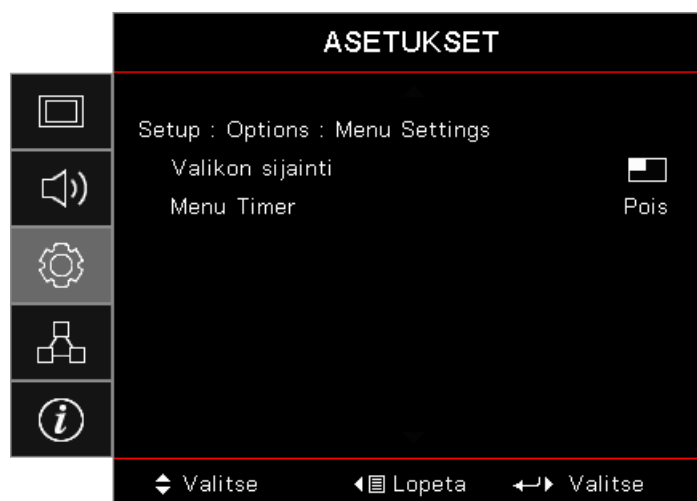 ASETUKSET
Setup : Options : Menu Settings
Valikon sijainti
Menu Timer Pois
Valitse Lopeta Valitse